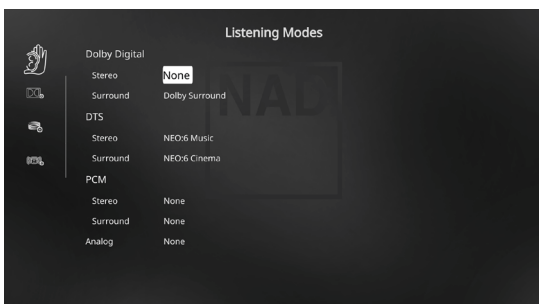 Listening Modes
Dolby Digital
Stereo None
Surround Dolby Surround
NAD
DTS
Stereo NEO:6 Music
Surround NEO:6 Cinema
PCM
Stereo None
Surround None
Analog None